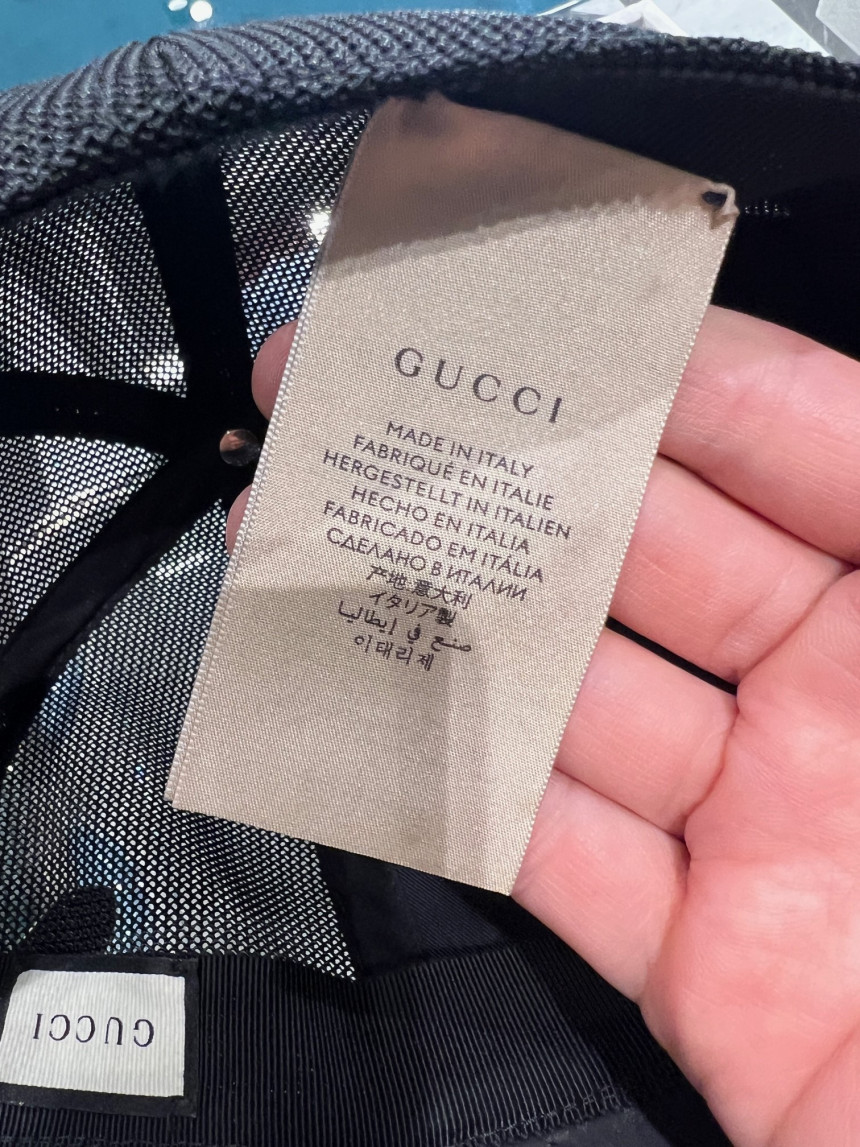 GUCCI
MADE IN ITALY
FABRIQUÉ EN ITALIE
HERGESTELLT IN ITALIEN
HECHO EN ITALIA
FABRICADO EM ITÁLIA
СДЕЛАНО В ИТАЛИИ
产地:意大利
イタリア製
صنع في إيطاليا
이태리제
GUCCI